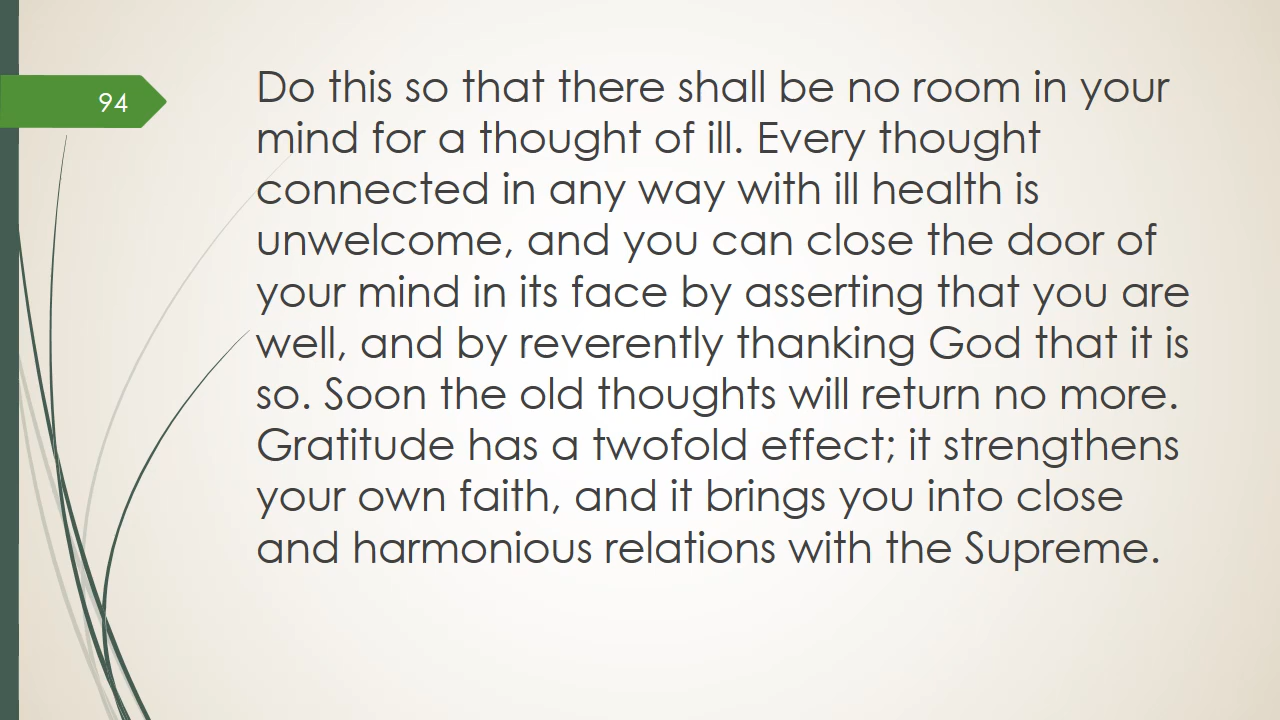 94
Do this so that there shall be no room in your
mind for a thought of ill. Every thought
connected in any way with ill health is
unwelcome, and you can close the door of
your mind in its face by asserting that you are
well, and by reverently thanking God that it is
so. Soon the old thoughts will return no more.
Gratitude has a twofold effect; it strengthens
your own faith, and it brings you into close
and harmonious relations with the Supreme.